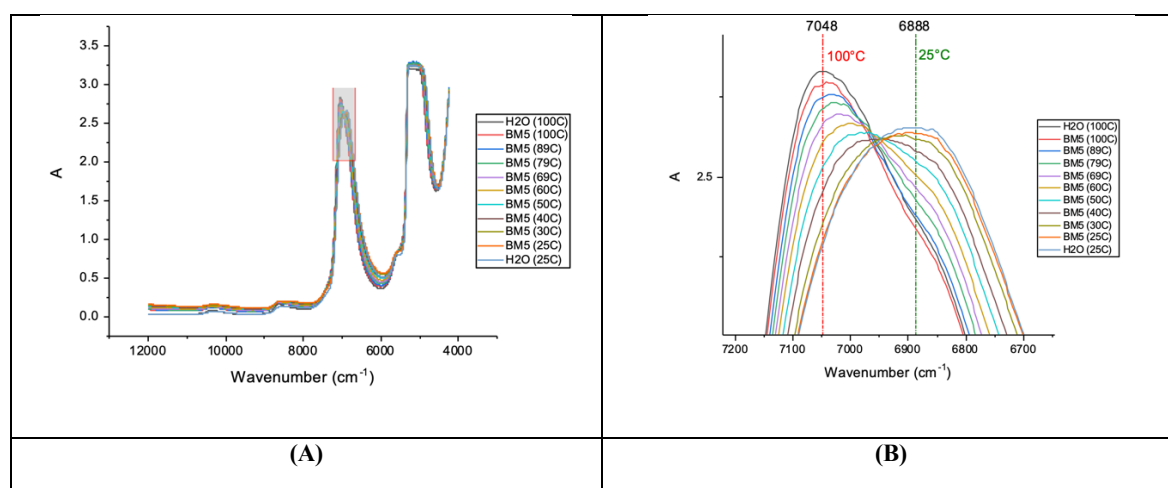 3.5
3.0
2.5
2.0
1.5
1.0
0.5
0.0
A
12000
10000
8000
6000
4000
Wavenumber (cm⁻¹)
H2O (100C)
BM5 (100C)
BM5 (89C)
BM5 (79C)
BM5 (69C)
BM5 (60C)
BM5 (50C)
BM5 (40C)
BM5 (30C)
BM5 (25C)
H2O (25C)
(A)
7048
6888
100°C
25°C
2.5
A
7200
7100
7000
6900
6800
6700
Wavenumber (cm⁻¹)
H2O (100C)
BM5 (100C)
BM5 (89C)
BM5 (79C)
BM5 (69C)
BM5 (60C)
BM5 (50C)
BM5 (40C)
BM5 (30C)
BM5 (25C)
H2O (25C)
(B)